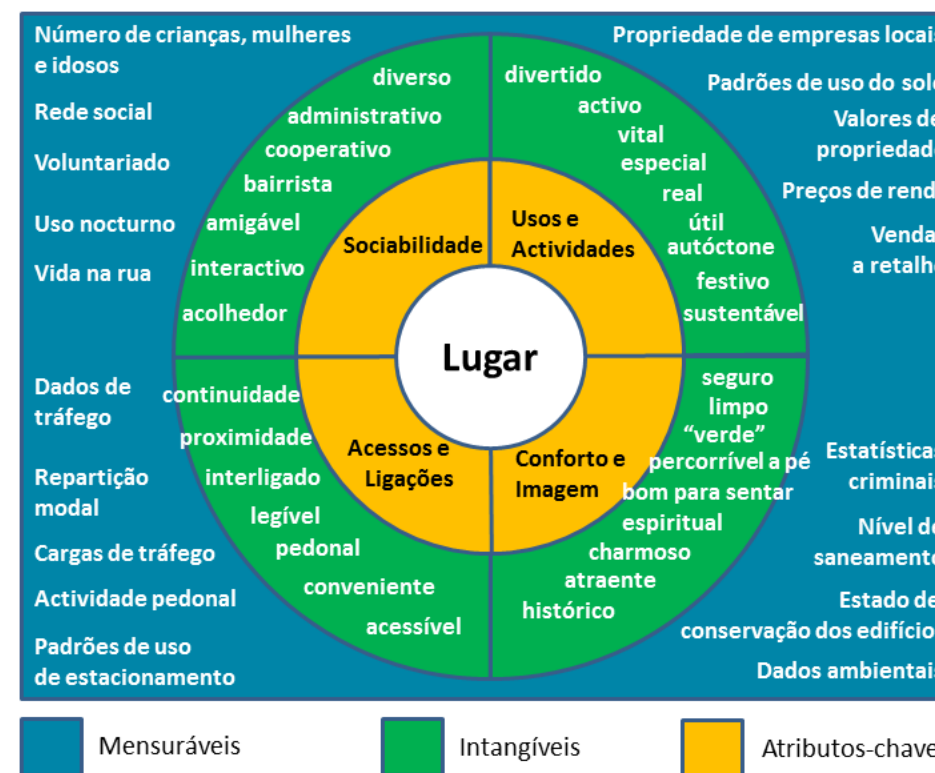 Número de crianças, mulheres
e idosos
Rede social
Voluntariado
Uso nocturno
Vida na rua
diverso
administrativo
cooperativo
bairrista
amigável
interactivo
acolhedor
Sociabilidade
Usos e
Actividades
divertido
activo
vital
especial
real
útil
autóctone
festivo
sustentável
Propriedade de empresas locais
Padrões de uso do solo
Valores de
propriedade
Preços de rend
Venda
a retalho
Lugar
Dados de
tráfego
Repartição
modal
Cargas de tráfego
Actividade pedonal
Padrões de uso
de estacionamento
continuidade
proximidade
interligado
legível
pedonal
conveniente
acessível
Acessos e
Ligações
Conforto e
Imagem
seguro
limpo
“verde”
percorrível a pé
bom para sentar
espiritual
charmoso
atraente
histórico
Estatísticas
criminais
Nível de
saneamento
Estado de
conservação dos edifício
Dados ambientais
Mensuráveis
Intangíveis
Atributos-chave